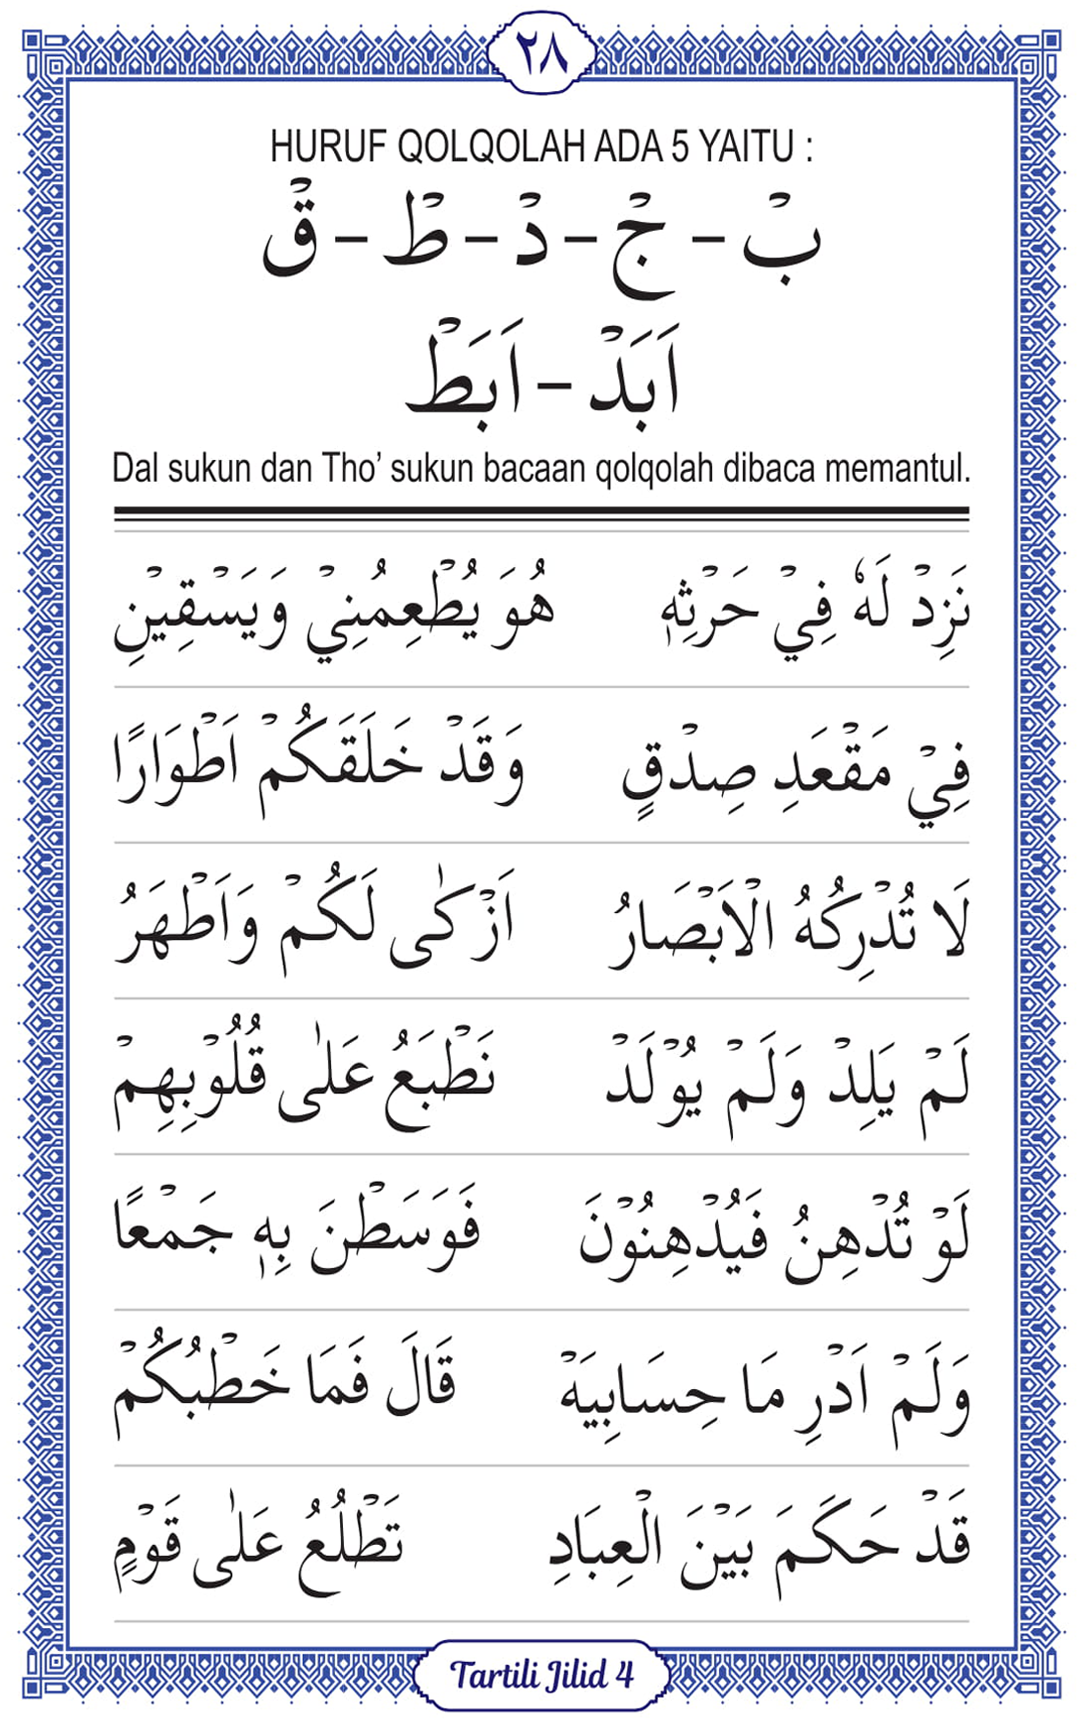 ٢٨
HURUF QOLQOLAH ADA 5 YAITU :
بْ – جْ – دْ – طْ – قْ
اَبَدْ – اَبَطْ
Dal sukun dan Tho’ sukun bacaan qolqolah dibaca memantul.
نَزِدْ لَهٗ فِيْ حَرْثِهٖ هُوَ يُطْعِمُنِيْ وَيَسْقِيْنِ
فِيْ مَقْعَدِ صِدْقٍ وَقَدْ خَلَقَكُمْ اَطْوَارًا
لَا تُدْرِكُهُ الْاَبْصَارُ اَزْكٰى لَكُمْ وَاَطْهَرُ
لَمْ يَلِدْ وَلَمْ يُوْلَدْ نَطْبَعُ عَلٰى قُلُوْبِهِمْ
لَوْ تُدْهِنُ فَيُدْهِنُوْنَ فَوَسَطْنَ بِهٖ جَمْعًا
وَلَمْ اَدْرِ مَا حِسَابِيَهْ قَالَ فَمَا خَطْبُكُمْ
قَدْ حَكَمَ بَيْنَ الْعِبَادِ تَطْلُعُ عَلٰى قَوْمٍ
Tartili Jilid 4